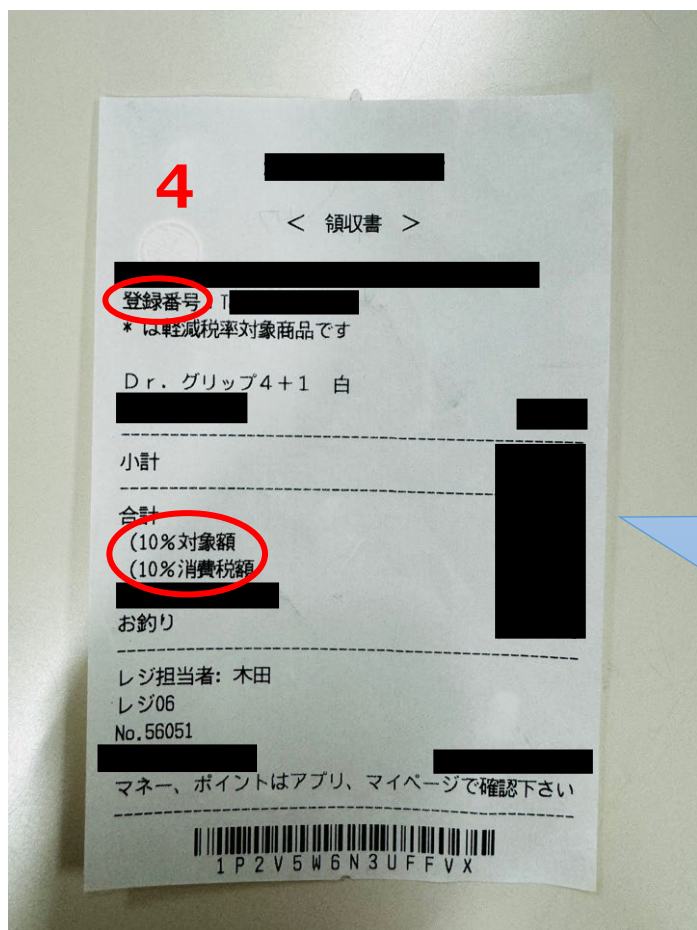 4
< 領収書 >
登録番号 T
* は軽減税率対象商品です
Dr.グリップ4+1 白
小計
合計
(10%対象額
(10%消費税額
お釣り
レジ担当者: 木田
レジ06
No.56051
マネー、ポイントはアプリ、マイページで確認下さい
1P2V5W6N3UFFVX